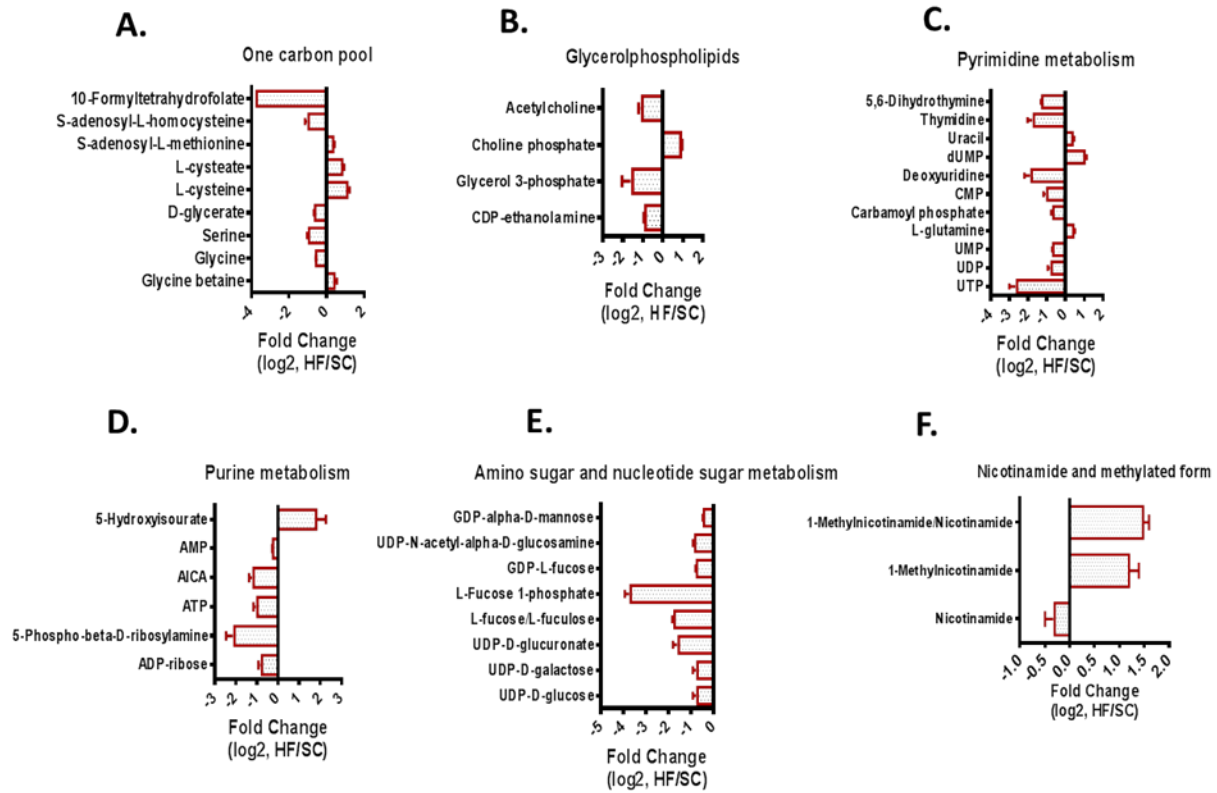 A.
One carbon pool
10-Formyltetrahydrofolate
S-adenosyl-L-homocysteine
S-adenosyl-L-methionine
L-cysteate
L-cysteine
D-glycerate
Serine
Glycine
Glycine betaine
-4 -2 0 2
Fold Change
(log2, HF/SC)
B.
Glycerolphospholipids
Acetylcholine
Choline phosphate
Glycerol 3-phosphate
CDP-ethanolamine
-3 -2 -1 0 1 2
Fold Change
(log2, HF/SC)
C.
Pyrimidine metabolism
5,6-Dihydrothymine
Thymidine
Uracil
dUMP
Deoxyuridine
CMP
Carbamoyl phosphate
L-glutamine
UMP
UDP
UTP
-4 -3 -2 -1 0 1 2
Fold Change
(log2, HF/SC)
D.
Purine metabolism
5-Hydroxyisourate
AMP
AICA
ATP
5-Phospho-beta-D-ribosylamine
ADP-ribose
-3 -2 -1 0 1 2 3
Fold Change
(log2, HF/SC)
E.
Amino sugar and nucleotide sugar metabolism
GDP-alpha-D-mannose
UDP-N-acetyl-alpha-D-glucosamine
GDP-L-fucose
L-Fucose 1-phosphate
L-fucose/L-fuculose
UDP-D-glucuronate
UDP-D-galactose
UDP-D-glucose
-5 -4 -3 -2 -1 0
Fold Change
(log2, HF/SC)
F.
Nicotinamide and methylated form
1-Methylnicotinamide/Nicotinamide
1-Methylnicotinamide
Nicotinamide
-1.0 -0.5 0.0 0.5 1.0 1.5 2.0
Fold Change
(log2, HF/SC)